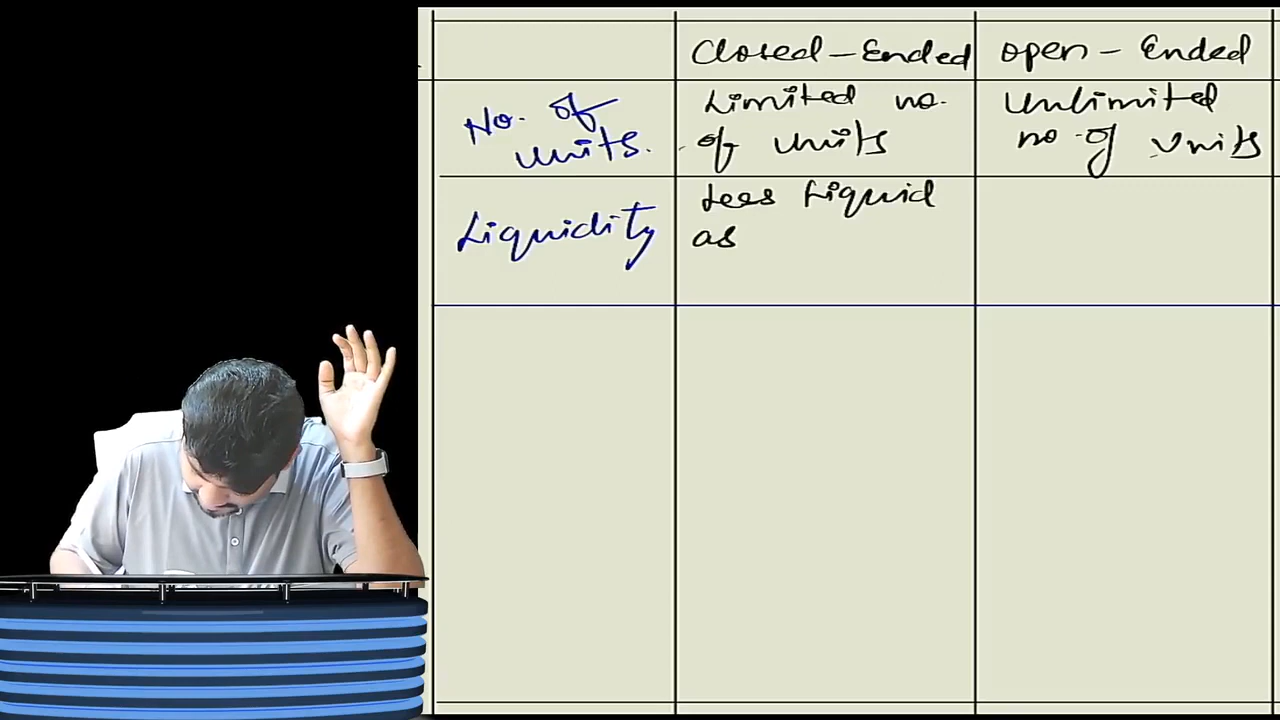 Closed-Ended open-Ended
No. of
units.
Limited no.
of units
Unlimited
no. of units
Liquidity
Less Liquid
as